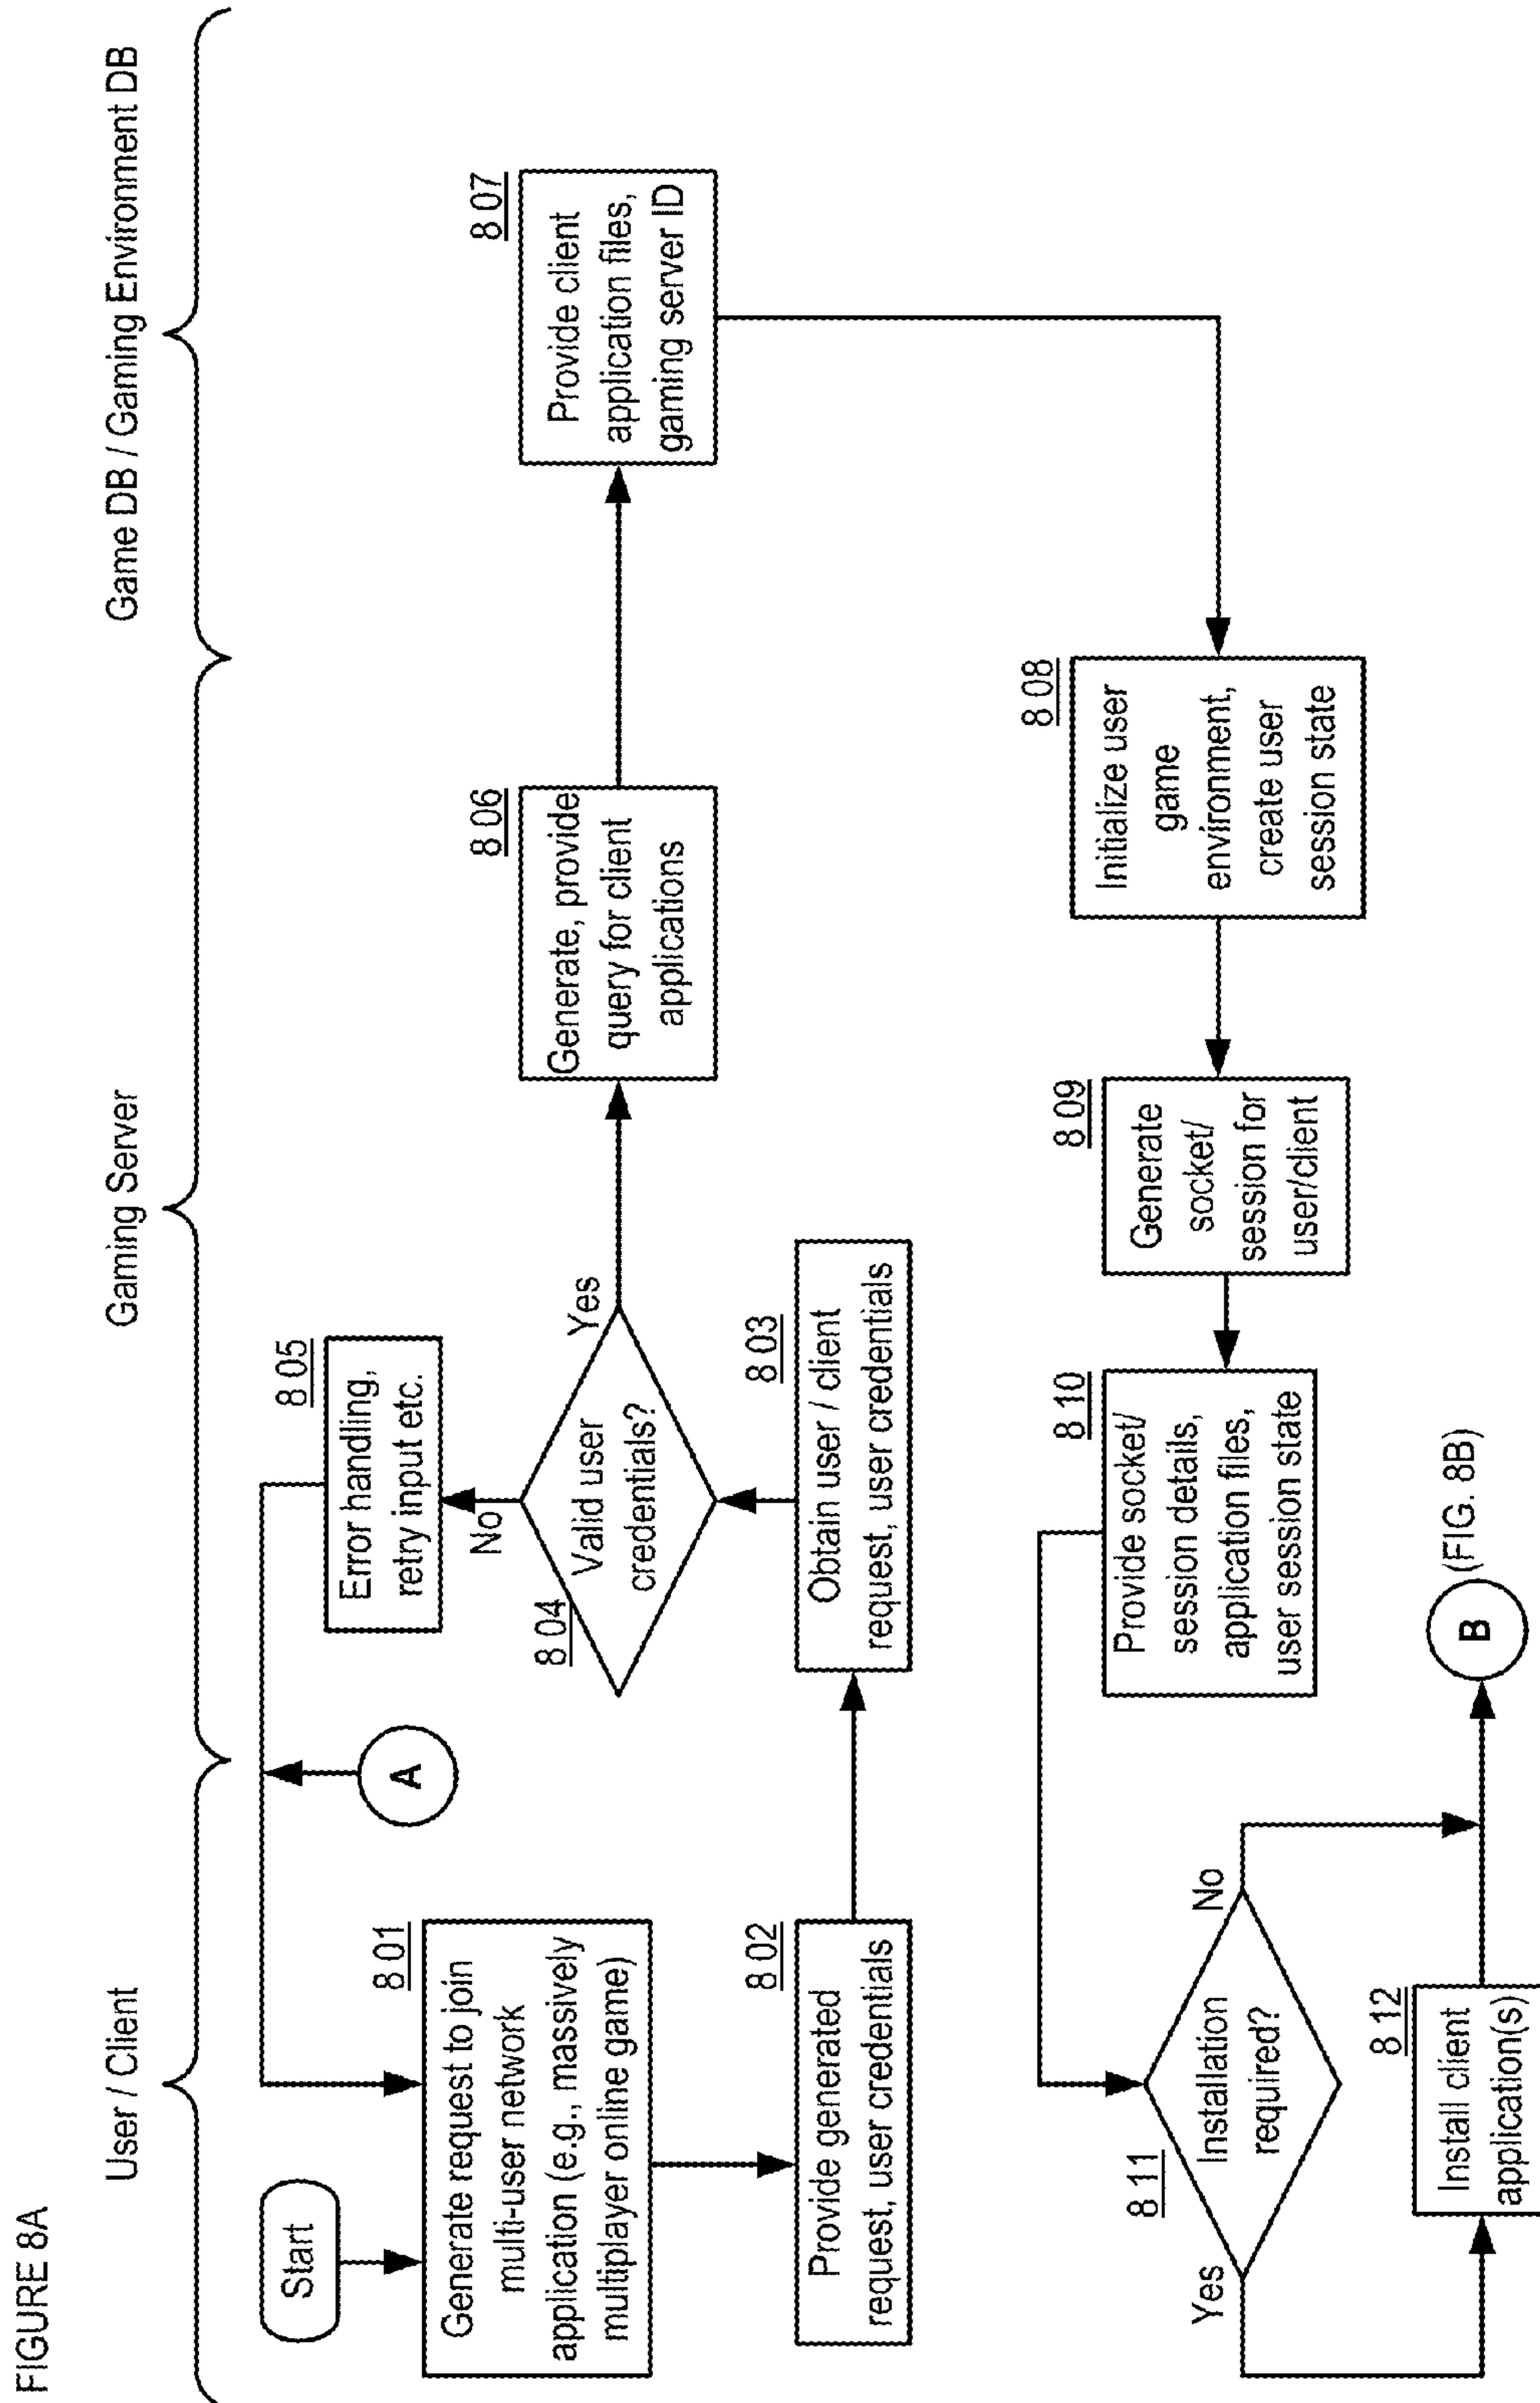 FIGURE 8A
User / Client
Gaming Server
Game DB / Gaming Environment DB
Start
8 01
Generate request to join
multi-user network
application (e.g., massively
multiplayer online game)
A
8 05
Error handling,
retry input etc.
No
8 04
Valid user
credentials?
Yes
8 06
Generate, provide
query for client
applications
8 07
Provide client
application files,
gaming server ID
8 02
Provide generated
request, user credentials
8 03
Obtain user / client
request, user credentials
8 08
Initialize user
game
environment,
create user
session state
8 09
Generate
socket/
session for
user/client
8 10
Provide socket/
session details,
application files,
user session state
8 11
Installation
required?
Yes
No
8 12
Install client
application(s)
B
(FIG. 8B)